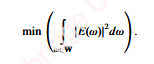 min ( ∫_{ω∈W} |E(ω)|² dω ).